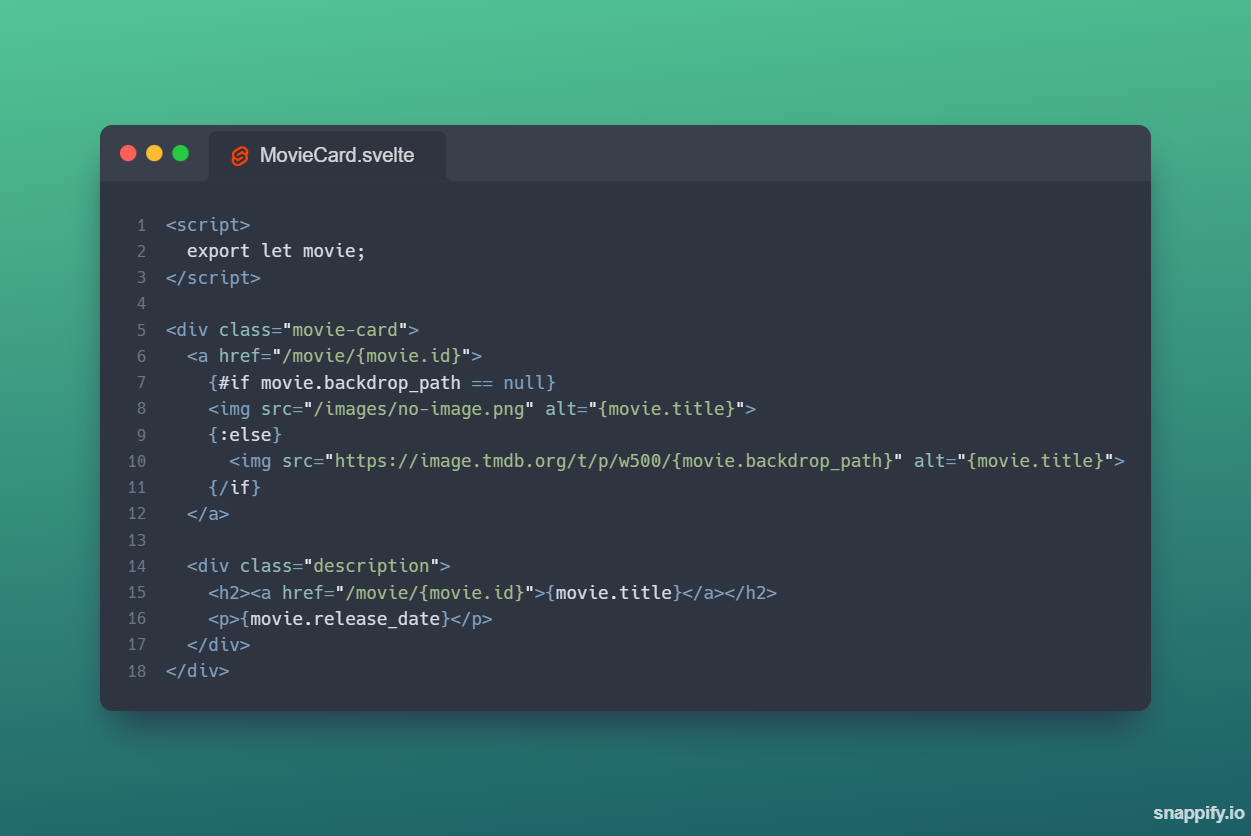 MovieCard.svelte
1 <script>
2   export let movie;
3 </script>
4
5 <div class="movie-card">
6   <a href="/movie/{movie.id}">
7     {#if movie.backdrop_path == null}
8     <img src="/images/no-image.png" alt="{movie.title}">
9     {:else}
10       <img src="https://image.tmdb.org/t/p/w500/{movie.backdrop_path}" alt="{movie.title}">
11     {/if}
12   </a>
13
14   <div class="description">
15     <h2><a href="/movie/{movie.id}">{movie.title}</a></h2>
16     <p>{movie.release_date}</p>
17   </div>
18 </div>
snappify.io